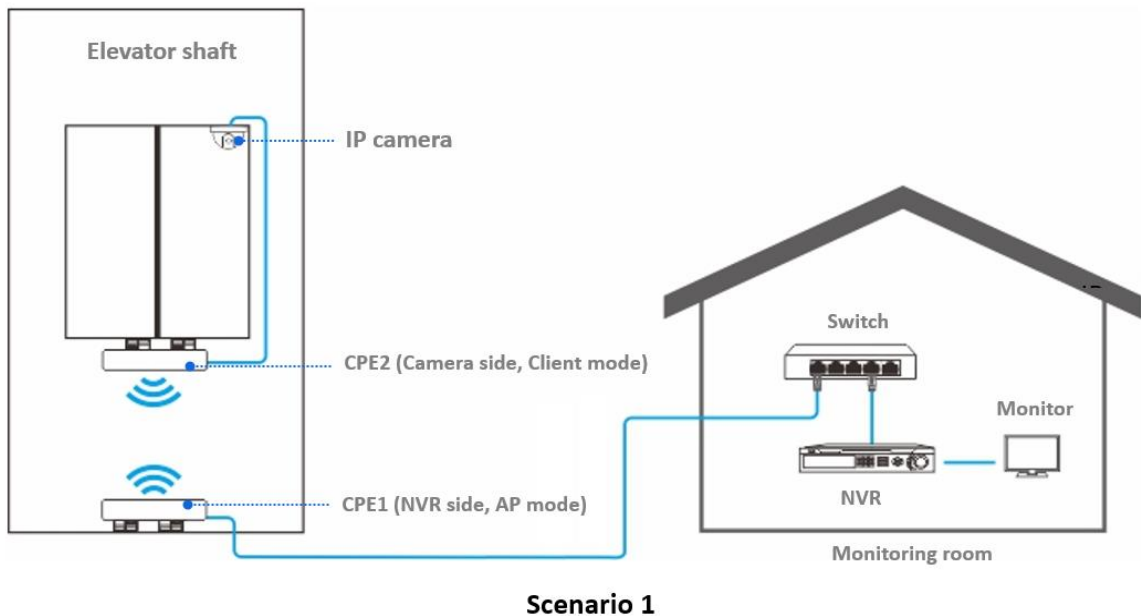 Elevator shaft
IP camera
CPE2 (Camera side, Client mode)
CPE1 (NVR side, AP mode)
Switch
Monitor
NVR
Monitoring room
Scenario 1